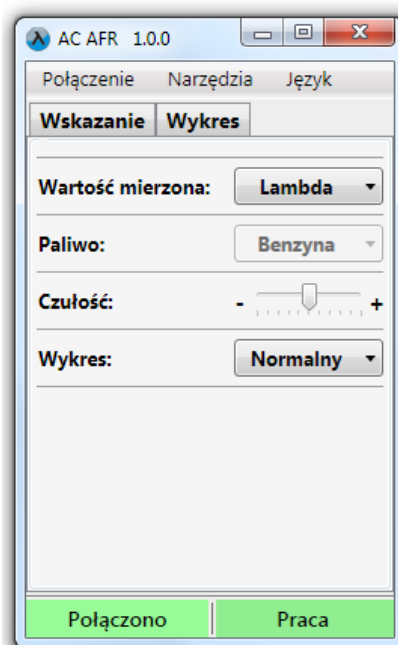 AC AFR 1.0.0
Połączenie Narzędzia Język
Wskazanie Wykres
Wartość mierzona: Lambda
Paliwo: Benzyna
Czułość: - +
Wykres: Normalny
Połączono Praca